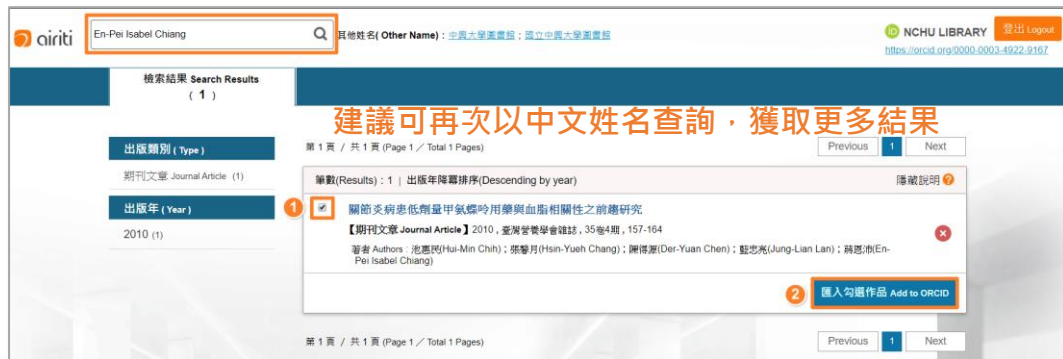 airiti
En-Pei Isabel Chiang
其他姓名( Other Name)：中興大學圖書館；國立中興大學圖書館
iD NCHU LIBRARY
登出 Logout
https://orcid.org/0000-0003-4922-9167
檢索結果 Search Results
( 1 )
建議可再次以中文姓名查詢，獲取更多結果
出版類別 ( Type )
期刊文章 Journal Article (1)
出版年 ( Year )
2010 (1)
第 1 頁 / 共 1 頁 (Page 1／Total 1 Pages)
Previous 1 Next
筆數(Results)：1 | 出版年降冪排序(Descending by year)
隱藏說明 ?
1
關節炎病患低劑量甲氨蝶呤用藥與血脂相關性之前趨研究
【期刊文章 Journal Article】2010，臺灣營養學會雜誌，35卷4期，157-164
著者 Authors：池惠民(Hui-Min Chih)；張馨月(Hsin-Yueh Chang)；陳得源(Der-Yuan Chen)；藍忠亮(Jung-Lian Lan)；蔣恩沛(En-
Pei Isabel Chiang)
2
匯入勾選作品 Add to ORCID
第 1 頁 / 共 1 頁 (Page 1／Total 1 Pages)
Previous 1 Next